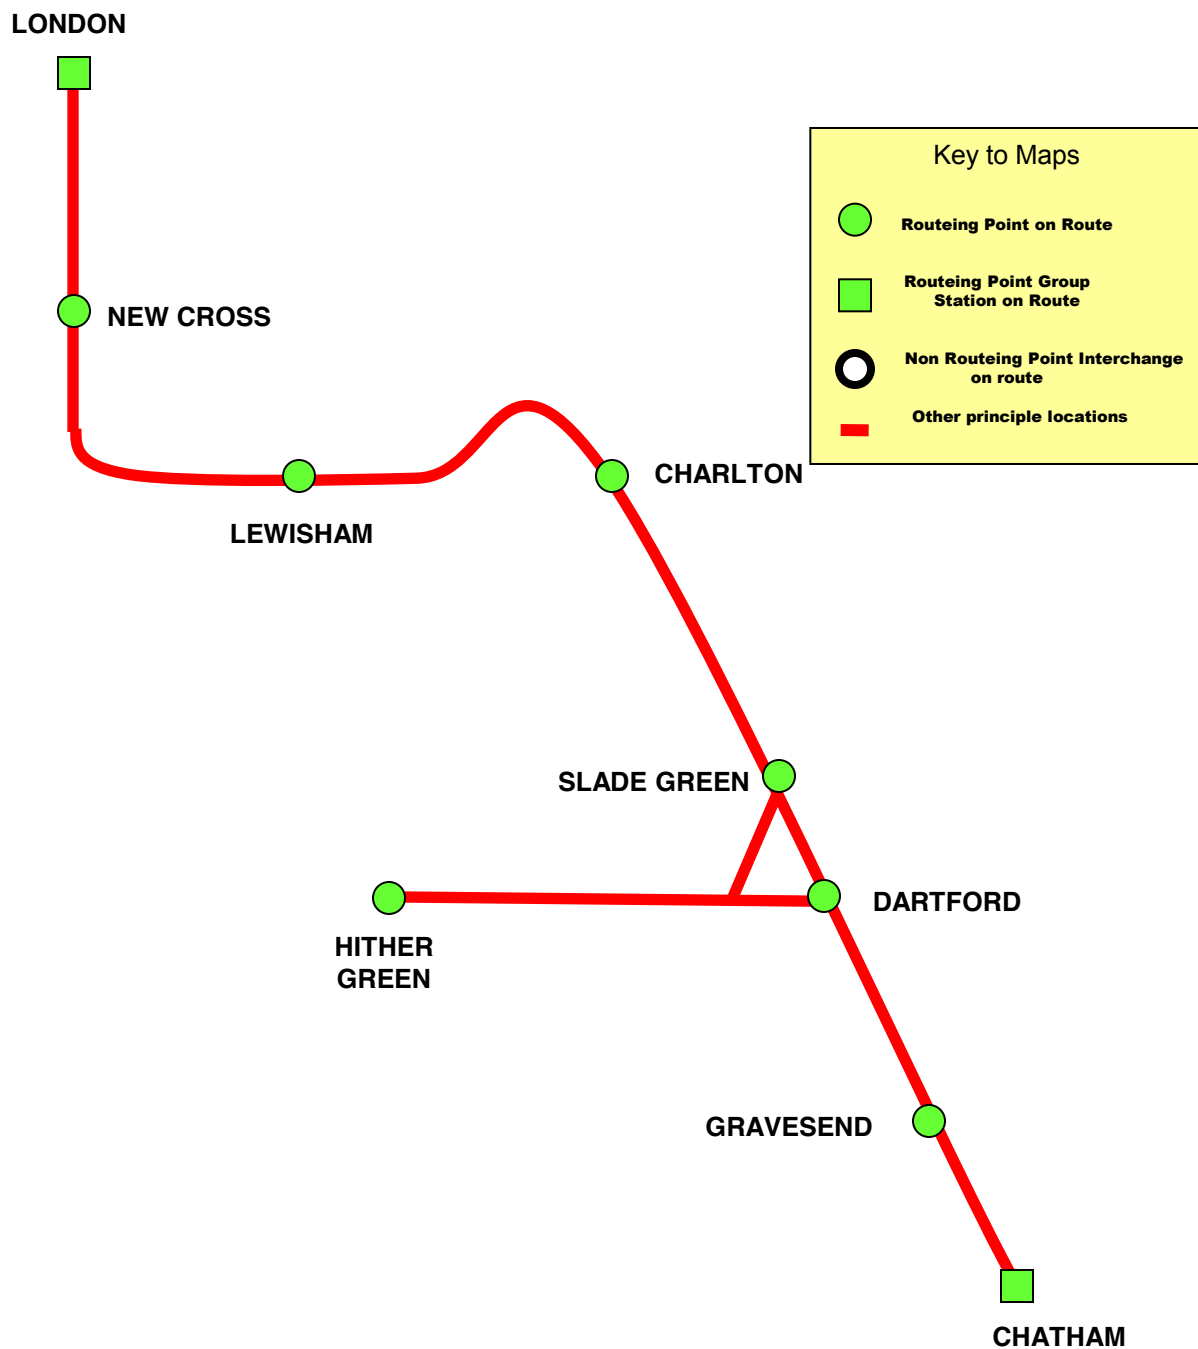 LONDON
Key to Maps
Routeing Point on Route
Routeing Point Group
Station on Route
NEW CROSS
Non Routeing Point Interchange
on route
Other principle locations
CHARLTON
LEWISHAM
SLADE GREEN
DARTFORD
HITHER
GREEN
GRAVESEND
CHATHAM